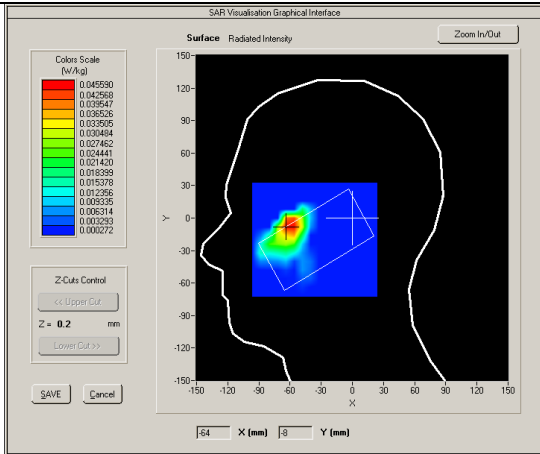 SAR Visualisation Graphical Interface
Surface Radiated Intensity
Zoom In/Out
Colors Scale
(W/kg)
0.045590
0.042568
0.039547
0.036526
0.033505
0.030484
0.027462
0.024441
0.021420
0.018399
0.015378
0.012356
0.009335
0.006314
0.003293
0.000272
Z-Cuts Control
<< Upper Cut
Z = 0.2 mm
Lower Cut >>
SAVE Cancel
150-
120-
90-
60-
30-
0-
-30-
-60-
-90-
-120-
-150-
Y
-150 -120 -90 -60 -30 0 30 60 90 120 150
X
-64 X (mm) -8 Y (mm)